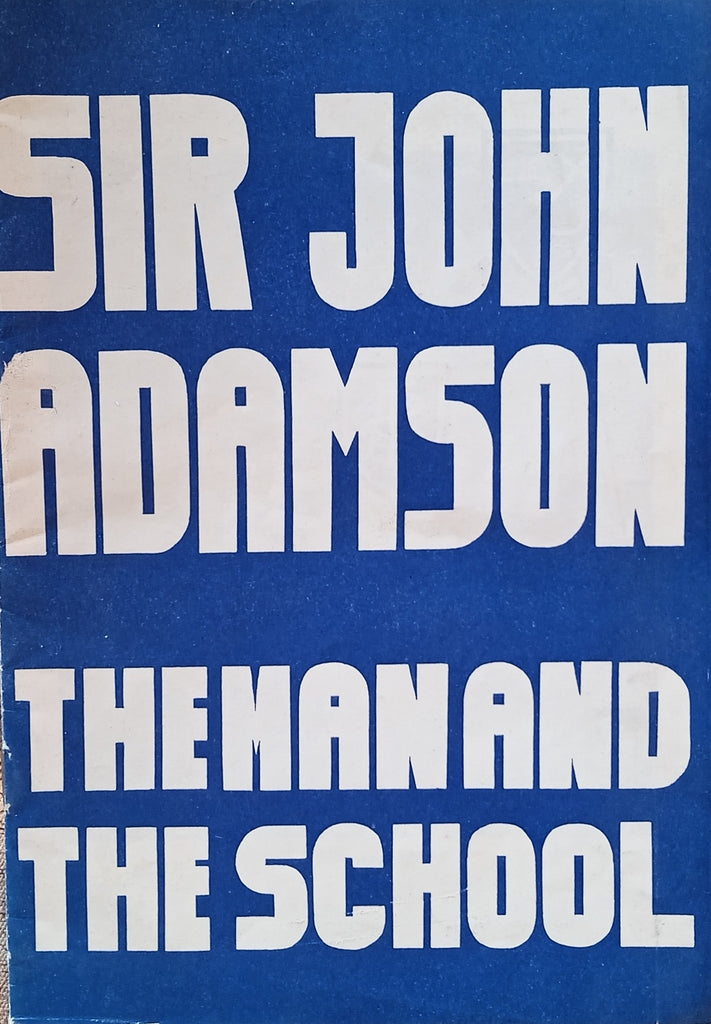 SIR JOHN
ADAMSON
THE MAN AND
THE SCHOOL